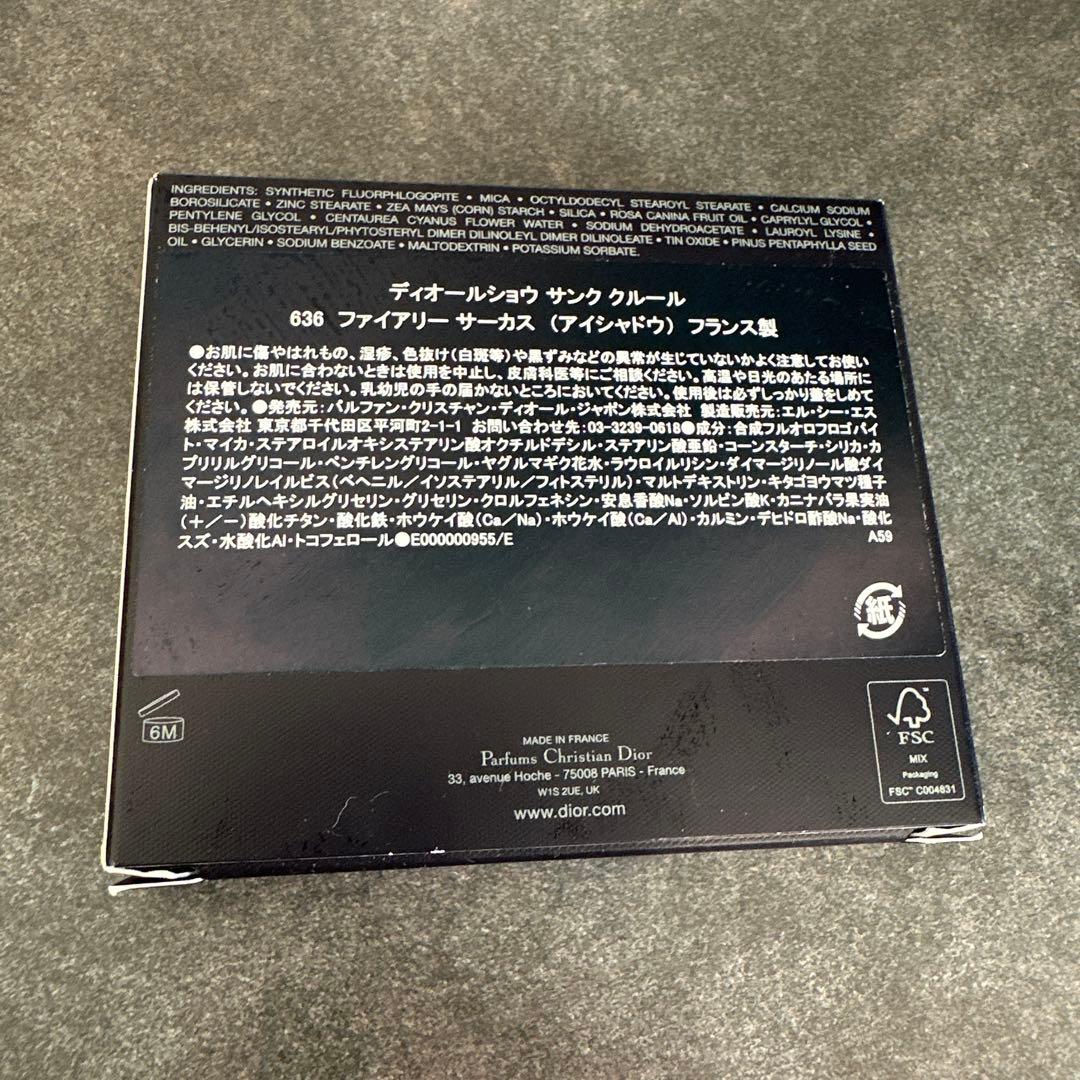 INGREDIENTS: SYNTHETIC FLUORPHLOGOPITE • MICA • OCTYLDODECYL STEAROYL STEARATE • CALCIUM SODIUM
BOROSILICATE • ZINC STEARATE • ZEA MAYS (CORN) STARCH • SILICA • ROSA CANINA FRUIT OIL • CAPRYLYL GLYCOL •
PENTYLENE GLYCOL • CENTAUREA CYANUS FLOWER WATER • SODIUM DEHYDROACETATE • LAUROYL LYSINE •
BIS-BEHENYL/ISOSTEARYL/PHYTOSTERYL DIMER DILINOLEYL DIMER DILINOLEATE • TIN OXIDE • PINUS PENTAPHYLLA SEED
OIL • GLYCERIN • SODIUM BENZOATE • MALTODEXTRIN • POTASSIUM SORBATE.
ディオールショウ サンク クルール
636 ファイアリー サーカス (アイシャドウ) フランス製
●お肌に傷やはれもの、湿疹、色抜け(白斑等)や黒ずみなどの異常が生じていないかよく注意してお使い
ください。お肌に合わないときは使用を中止し、皮膚科医等にご相談ください。高温や日光のあたる場所に
は保管しないでください。乳幼児の手の届かないところにおいてください。使用後は必ずしっかり蓋をしめて
ください。●発売元:パルファン・クリスチャン・ディオール・ジャポン株式会社 製造販売元:エル・シー・エス
株式会社 東京都千代田区平河町2-1-1 お問い合わせ先:03-3239-0618●成分:合成フルオロフロゴパイ
ト・マイカ・ステアロイルオキシステアリン酸オクチルドデシル・ステアリン酸亜鉛・コーンスターチ・シリカ・カ
プリリルグリコール・ペンチレングリコール・ヤグルマギク花水・ラウロイルリシン・ダイマージリノール酸ダイ
マージリノレイルビス(ベヘニル/イソステアリル/フィトステリル)・マルトデキストリン・キタゴヨウマツ種子
油・エチルヘキシルグリセリン・グリセリン・クロルフェネシン・安息香酸Na・ソルビン酸K・カニナバラ果実油
(+/-)酸化チタン・酸化鉄・ホウケイ酸(Ca/Na)・ホウケイ酸(Ca/Al)・カルミン・デヒドロ酢酸Na・酸化
スズ・水酸化Al・トコフェロール●E000000955/E A59
紙
6M
MADE IN FRANCE
Parfums Christian Dior
33, avenue Hoche - 75008 PARIS - France
W1S 2UE, UK
www.dior.com
FSC
MIX
Packaging
FSC™ C004831